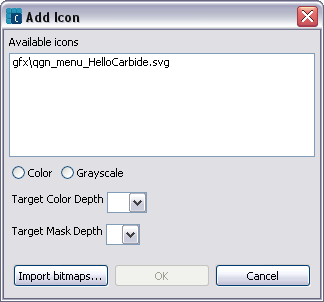 Add Icon
Available icons
gfx\qgn_menu_HelloCarbide.svg
Color Grayscale
Target Color Depth
Target Mask Depth
Import bitmaps... OK Cancel